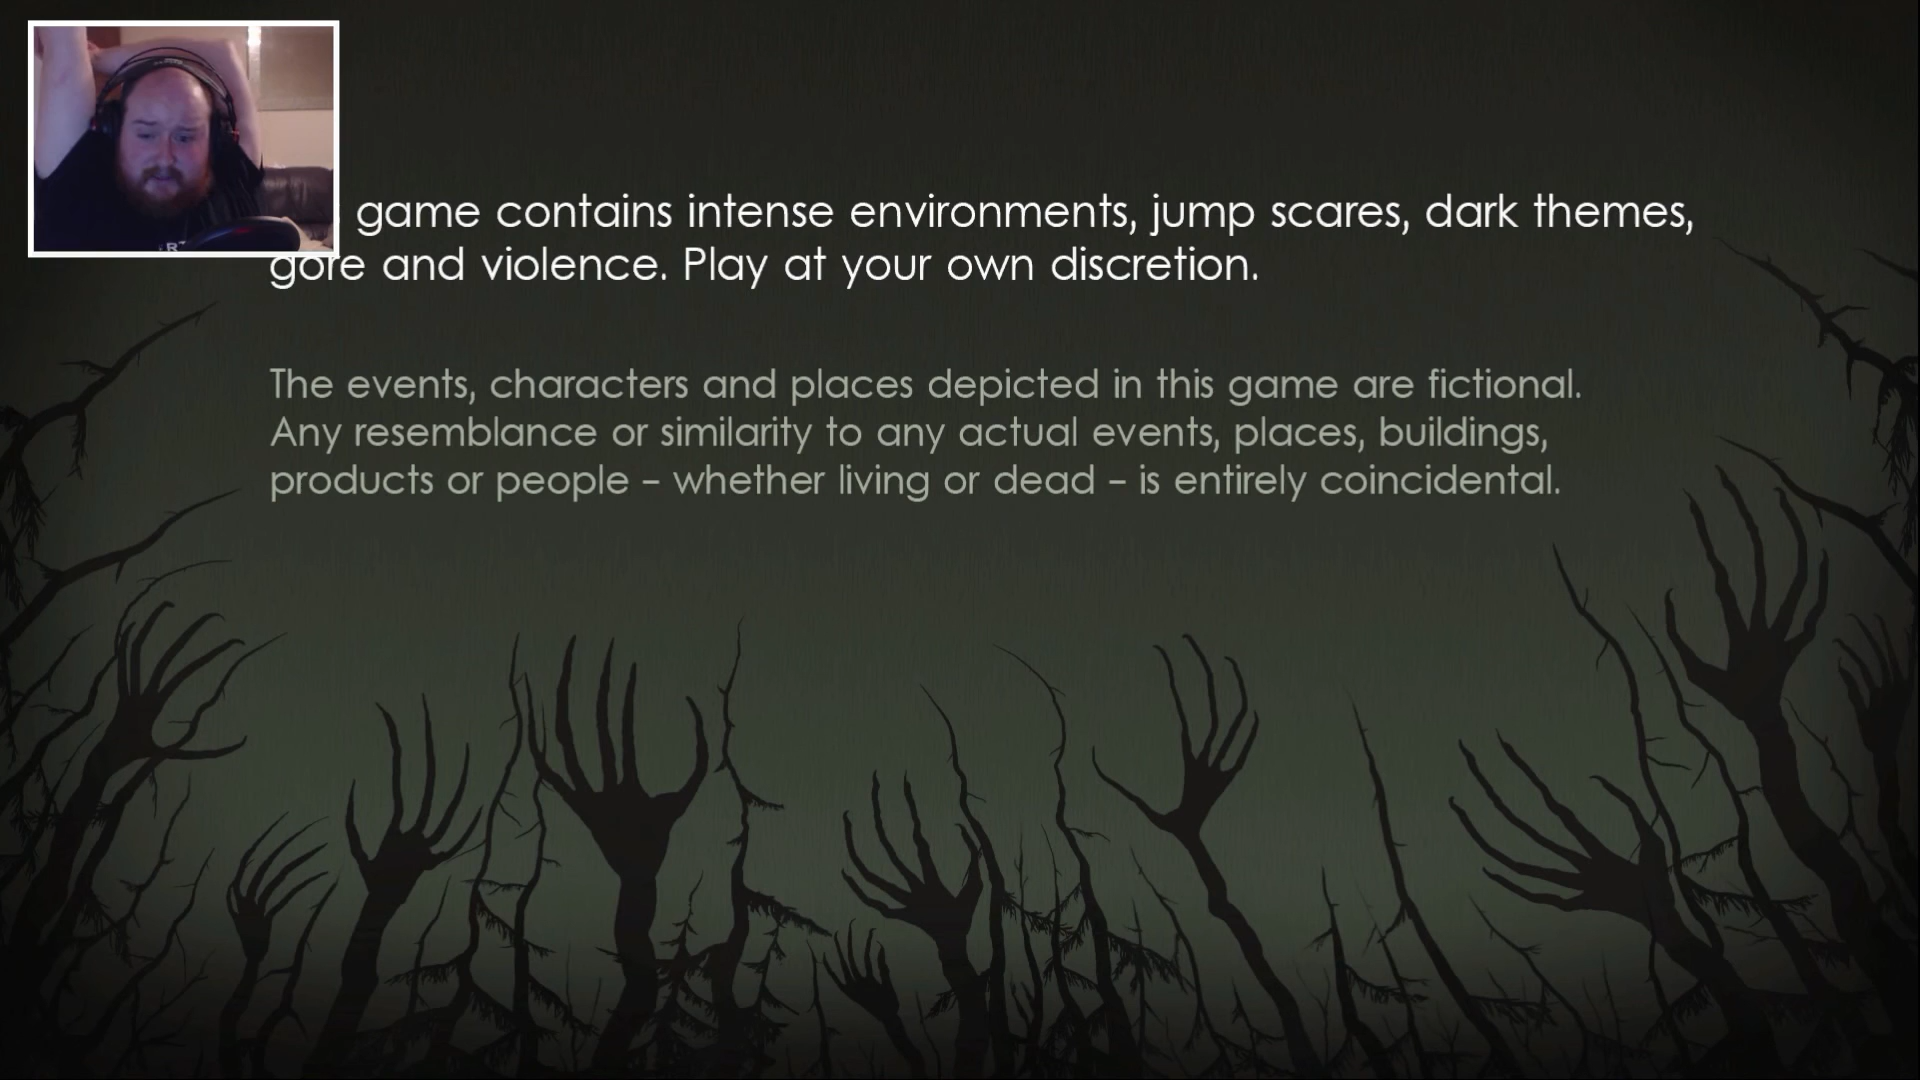 game contains intense environments, jump scares, dark themes,
gore and violence. Play at your own discretion.
The events, characters and places depicted in this game are fictional.
Any resemblance or similarity to any actual events, places, buildings,
products or people – whether living or dead – is entirely coincidental.